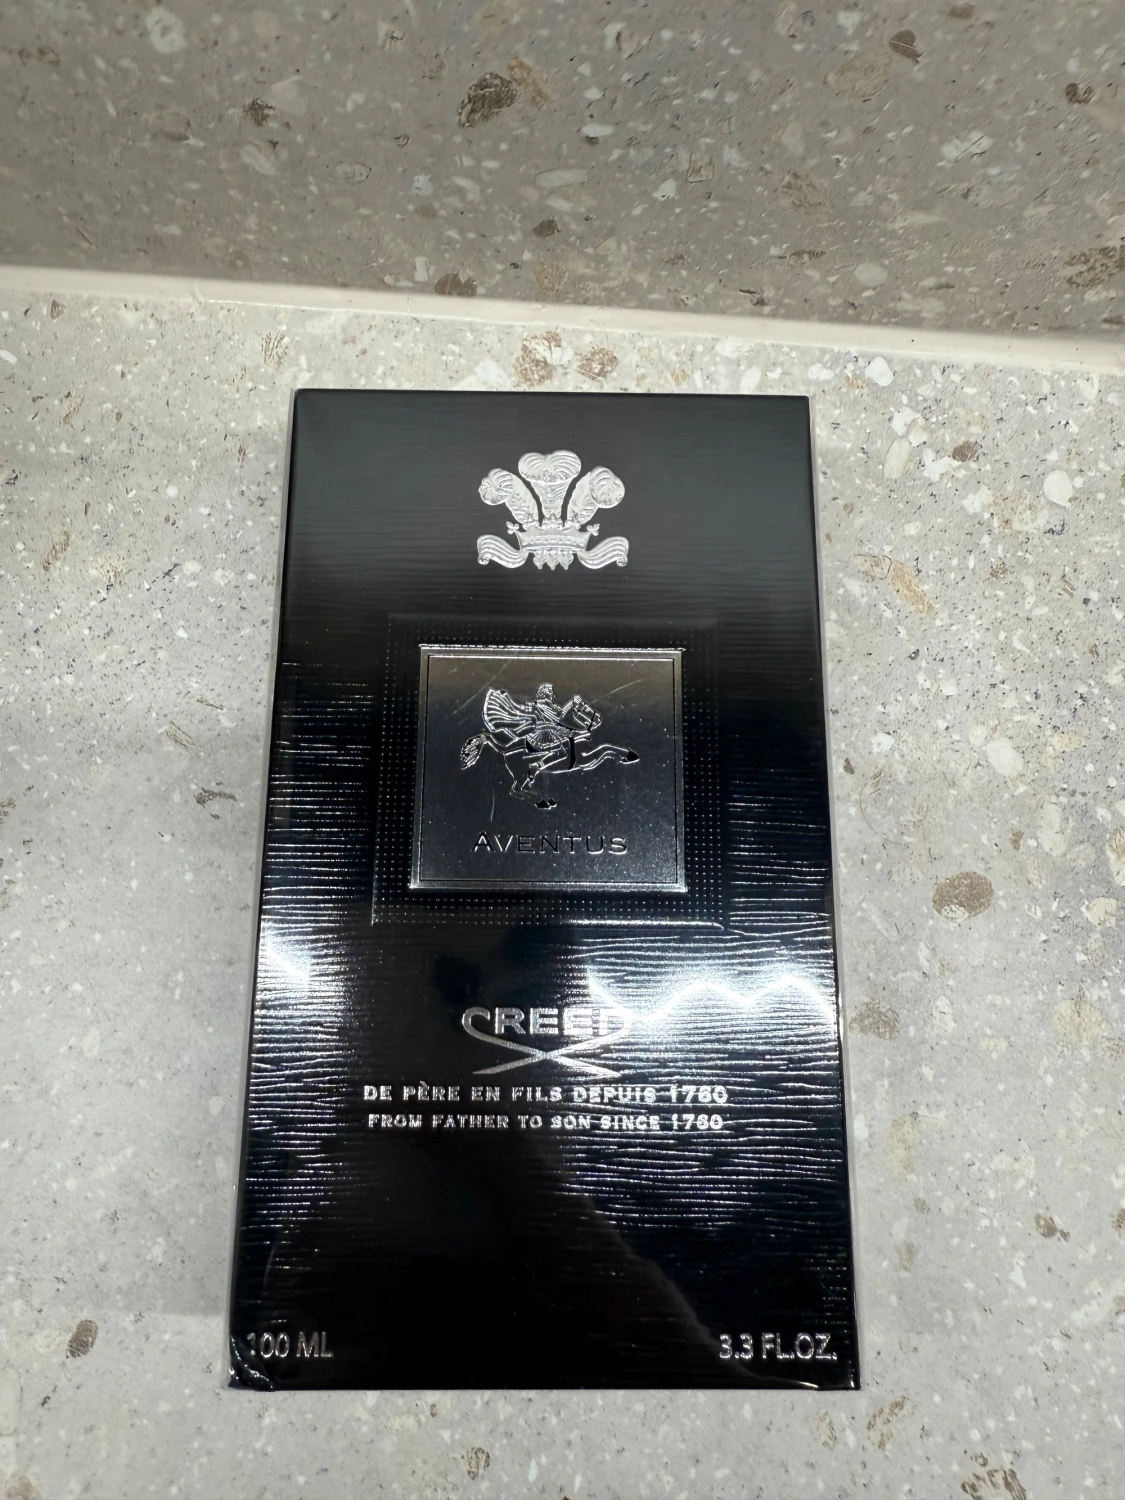 AVENTUS
CREED
DE PÈRE EN FILS DEPUIS 1760
FROM FATHER TO SON SINCE 1760
100 ML
3.3 FL.OZ.